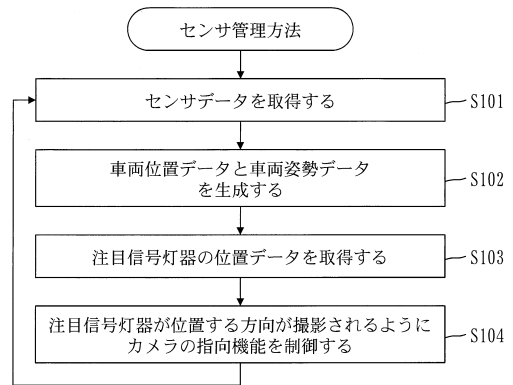 センサ管理方法
センサデータを取得する
S101
車両位置データと車両姿勢データ
を生成する
S102
注目信号灯器の位置データを取得する
S103
注目信号灯器が位置する方向が撮影されるように
カメラの指向機能を制御する
S104